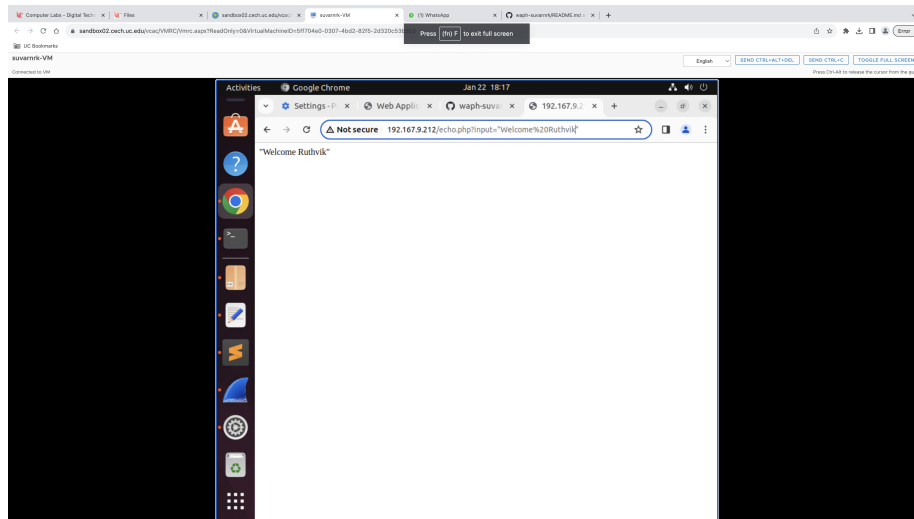 Computer Labs - Digital Techn
Files
sandbox02.cech.uc.edu/vcac/
suvarnrk-VM
(1) WhatsApp
waph-suvarnrk/README.md a
sandbox02.cech.uc.edu/vcac/VMRC/Vmrc.aspx?ReadOnly=0&VirtualMachineID=5ff704e0-0307-4bd2-82f5-2d320c53
Error
Press (fn) F to exit full screen
UC Bookmarks
suvarnrk-VM
English
SEND CTRL+ALT+DEL
SEND CTRL+C
TOGGLE FULL SCREEN
Connected to VM
Press Ctrl-Alt to release the cursor from the
Activities
Google Chrome
Jan 22 18:17
Settings - P
Web Applic
waph-suvar
192.167.9.2
Not secure
192.167.9.212/echo.php?input="Welcome%20Ruthvik"
"Welcome Ruthvik"